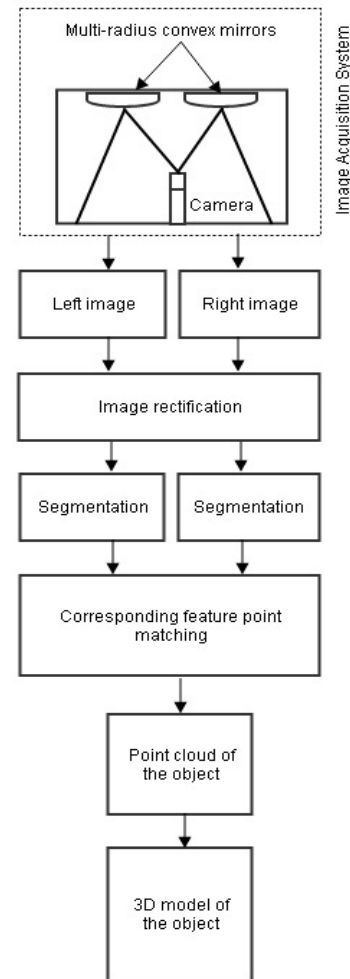 Multi-radius convex mirrors
Image Acquisition System
Camera
Left image
Right image
Image rectification
Segmentation
Segmentation
Corresponding feature point
matching
Point cloud of
the object
3D model of
the object